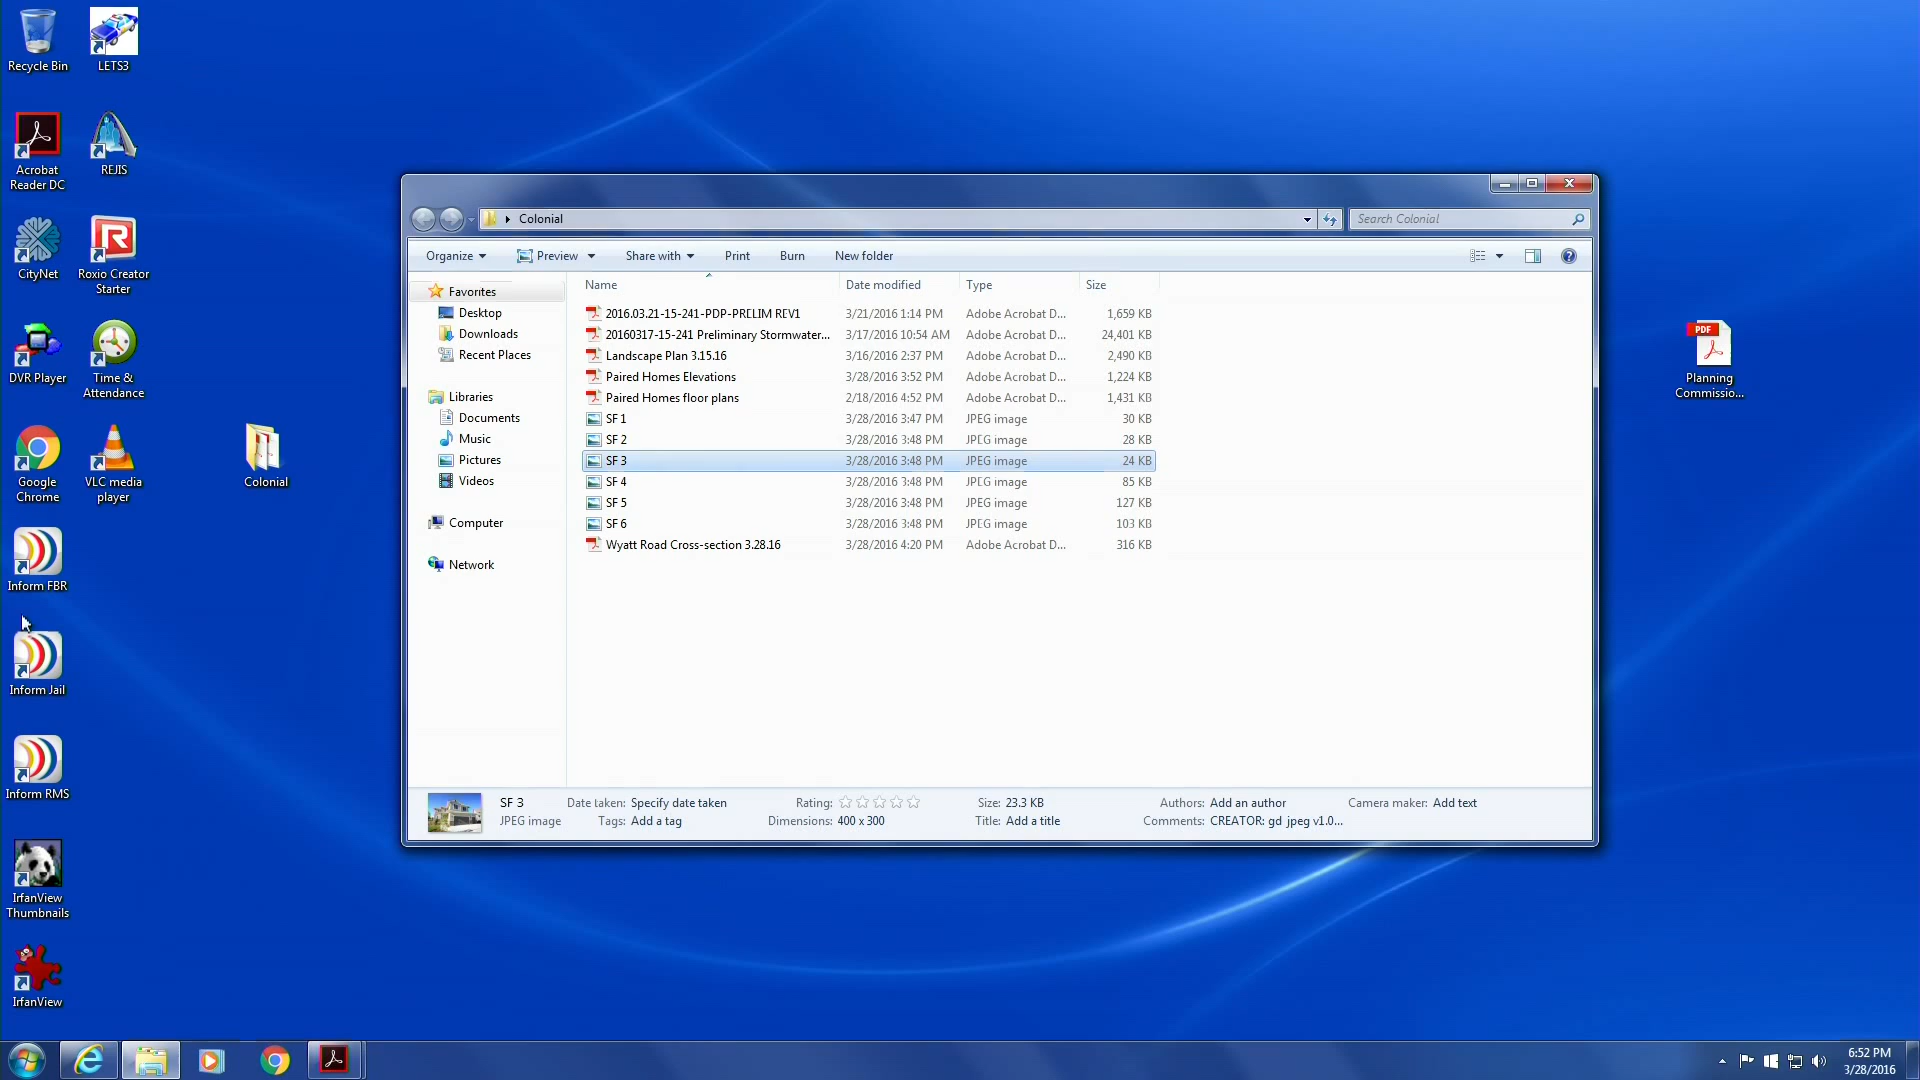 Recycle Bin
LETS3
Acrobat
Reader DC
REJIS
CityNet
Roxio Creator
Starter
DVR Player
Time &
Attendance
Google
Chrome
VLC media
player
Colonial
Inform FBR
Inform Jail
Inform RMS
IrfanView
Thumbnails
IrfanView
PDF
Planning
Commissio...
Colonial
Search Colonial
Organize
Preview
Share with
Print
Burn
New folder
Favorites
Desktop
Downloads
Recent Places
Libraries
Documents
Music
Pictures
Videos
Computer
Network
Name Date modified Type Size
2016.03.21-15-241-PDP-PRELIM REV1 3/21/2016 1:14 PM Adobe Acrobat D... 1,659 KB
20160317-15-241 Preliminary Stormwater... 3/17/2016 10:54 AM Adobe Acrobat D... 24,401 KB
Landscape Plan 3.15.16 3/16/2016 2:37 PM Adobe Acrobat D... 2,490 KB
Paired Homes Elevations 3/28/2016 3:52 PM Adobe Acrobat D... 1,224 KB
Paired Homes floor plans 2/18/2016 4:52 PM Adobe Acrobat D... 1,431 KB
SF 1 3/28/2016 3:47 PM JPEG image 30 KB
SF 2 3/28/2016 3:48 PM JPEG image 28 KB
SF 3 3/28/2016 3:48 PM JPEG image 24 KB
SF 4 3/28/2016 3:48 PM JPEG image 85 KB
SF 5 3/28/2016 3:48 PM JPEG image 127 KB
SF 6 3/28/2016 3:48 PM JPEG image 103 KB
Wyatt Road Cross-section 3.28.16 3/28/2016 4:20 PM Adobe Acrobat D... 316 KB
SF 3 Date taken: Specify date taken Rating: Size: 23.3 KB Authors: Add an author Camera maker: Add text
JPEG image Tags: Add a tag Dimensions: 400 x 300 Title: Add a title Comments: CREATOR: gd jpeg v1.0...
6:52 PM
3/28/2016